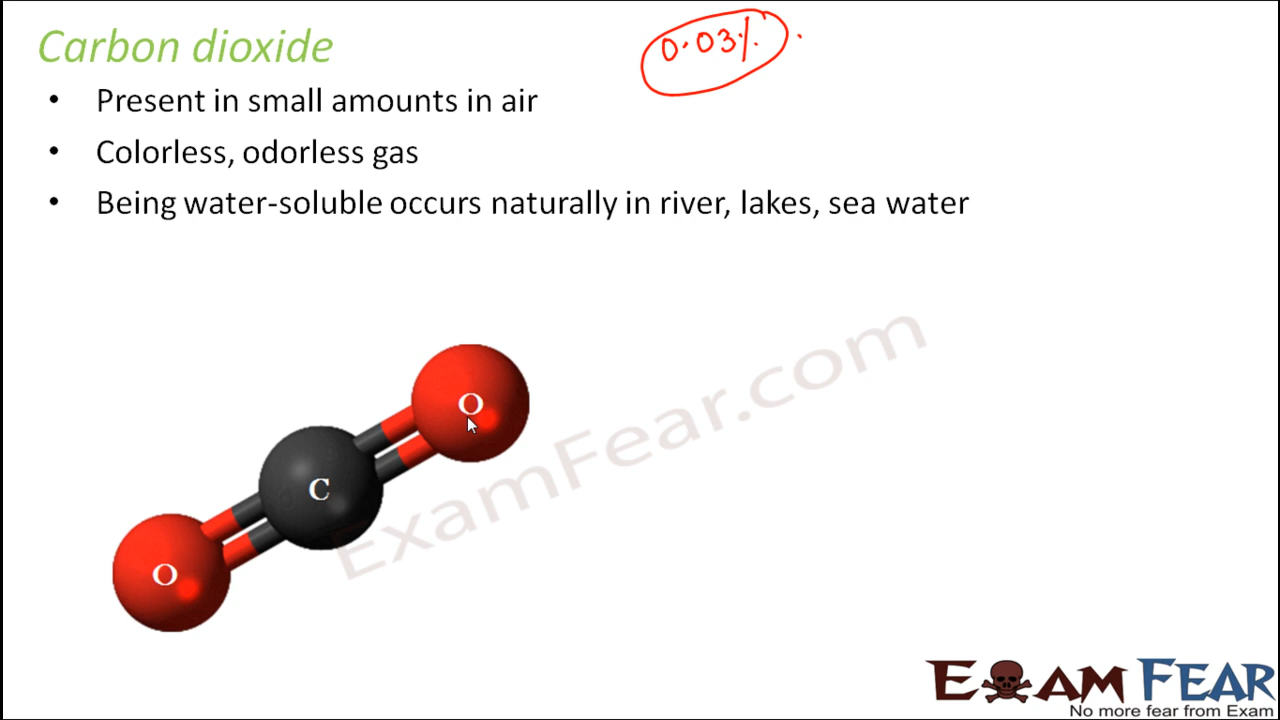 Carbon dioxide
0.03%.
• Present in small amounts in air
• Colorless, odorless gas
• Being water-soluble occurs naturally in river, lakes, sea water
O
C
O
ExamFear.com
EXAM FEAR
No more fear from Exam